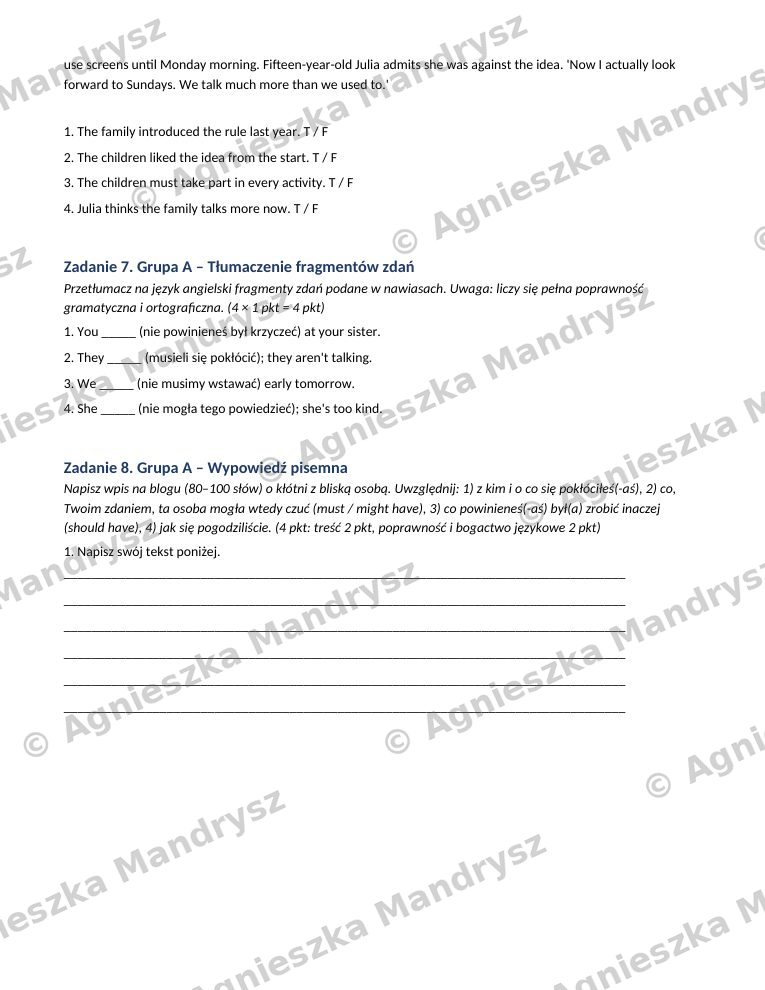 use screens until Monday morning. Fifteen-year-old Julia admits she was against the idea. 'Now I actually look
forward to Sundays. We talk much more than we used to.'
1. The family introduced the rule last year. T / F
2. The children liked the idea from the start. T / F
3. The children must take part in every activity. T / F
4. Julia thinks the family talks more now. T / F
Zadanie 7. Grupa A – Tłumaczenie fragmentów zdań
Przetłumacz na język angielski fragmenty zdań podane w nawiasach. Uwaga: liczy się pełna poprawność
gramatyczna i ortograficzna. (4 × 1 pkt = 4 pkt)
1. You _____ (nie powinieneś był krzyczeć) at your sister.
2. They _____ (musieli się pokłócić); they aren't talking.
3. We _____ (nie musimy wstawać) early tomorrow.
4. She _____ (nie mogła tego powiedzieć); she's too kind.
Zadanie 8. Grupa A – Wypowiedź pisemna
Napisz wpis na blogu (80–100 słów) o kłótni z bliską osobą. Uwzględnij: 1) z kim i o co się pokłóciłeś(-aś), 2) co,
Twoim zdaniem, ta osoba mogła wtedy czuć (must / might have), 3) co powinieneś(-aś) był(a) zrobić inaczej
(should have), 4) jak się pogodziliście. (4 pkt: treść 2 pkt, poprawność i bogactwo językowe 2 pkt)
1. Napisz swój tekst poniżej.
© Agnieszka Mandrysz